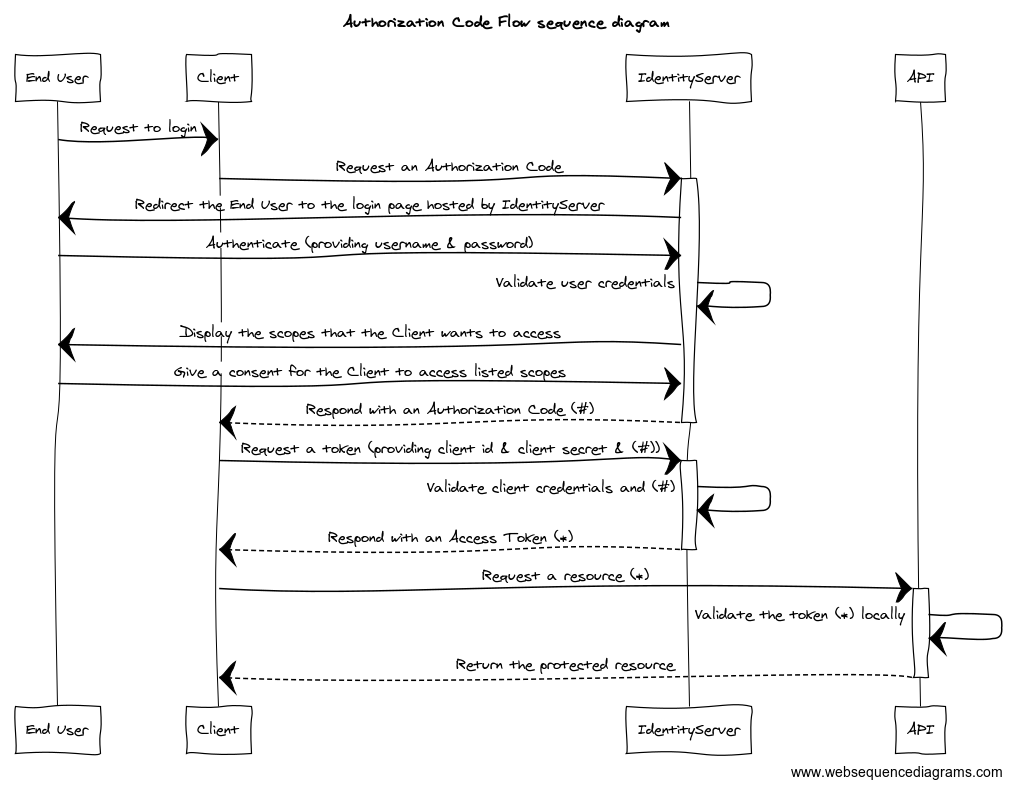 Authorization Code Flow sequence diagram
End User
Client
IdentityServer
API
Request to login
Request an Authorization Code
Redirect the End User to the login page hosted by IdentityServer
Authenticate (providing username & password)
Validate user credentials
Display the scopes that the Client wants to access
Give a consent for the Client to access listed scopes
Respond with an Authorization Code (#)
Request a token (providing client id & client secret & (#))
Validate client credentials and (#)
Respond with an Access Token (*)
Request a resource (*)
Validate the token (*) locally
Return the protected resource
End User
Client
IdentityServer
API
www.websequencediagrams.com